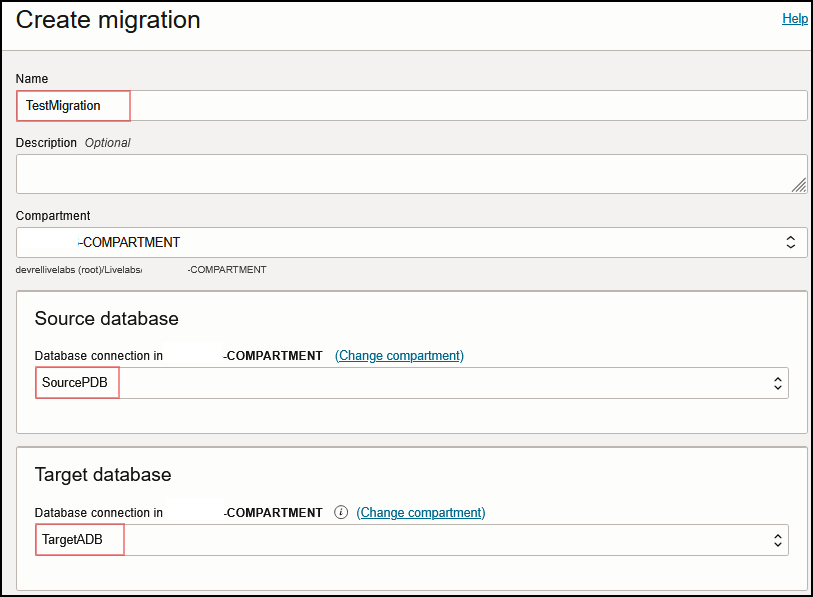 Create migration
Help
Name
TestMigration
Description Optional
-COMPARTMENT
Compartment
devrellivelabs (root)/Livelabs/ -COMPARTMENT
Source database
Database connection in -COMPARTMENT (Change compartment)
SourcePDB
Target database
Database connection in -COMPARTMENT i (Change compartment)
TargetADB